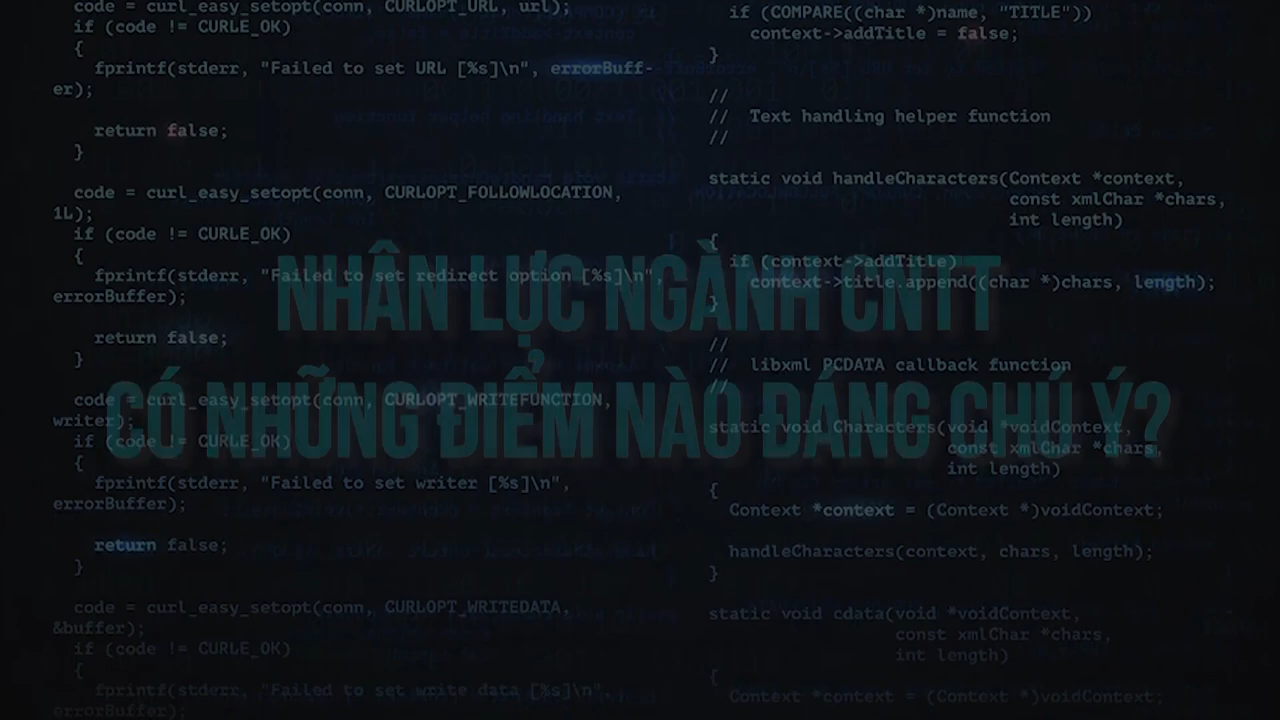 code = curl_easy_setopt(conn, CURLOPT_URL, url);
if (code != CURLE_OK)
{
fprintf(stderr, "Failed to set URL [%s]\n", errorBuff-
er);
return false;
}
code = curl_easy_setopt(conn, CURLOPT_FOLLOWLOCATION,
1L);
if (code != CURLE_OK)
{
fprintf(stderr, "Failed to set redirect option [%s]\n",
errorBuffer);
return false;
}
code = curl_easy_setopt(conn, CURLOPT_WRITEFUNCTION,
writer);
if (code != CURLE_OK)
{
fprintf(stderr, "Failed to set writer [%s]\n",
errorBuffer);
return false;
}
code = curl_easy_setopt(conn, CURLOPT_WRITEDATA,
&buffer);
if (code != CURLE_OK)
{
fprintf(stderr, "Failed to set write data [%s]\n",
errorBuffer);
if (COMPARE((char *)name, "TITLE"))
context->addTitle = false;
}
//
// Text handling helper function
//
static void handleCharacters(Context *context,
const xmlChar *chars,
int length)
{
if (context->addTitle)
context->title.append((char *)chars, length);
}
//
// libxml PCDATA callback function
//
static void Characters(void *voidContext,
const xmlChar *chars,
int length)
{
Context *context = (Context *)voidContext;
handleCharacters(context, chars, length);
}
static void cdata(void *voidContext,
const xmlChar *chars,
int length)
{
Context *context = (Context *)voidContext;
NHÂN LỰC NGÀNH CNTT
CÓ NHỮNG ĐIỂM NÀO ĐÁNG CHÚ Ý?